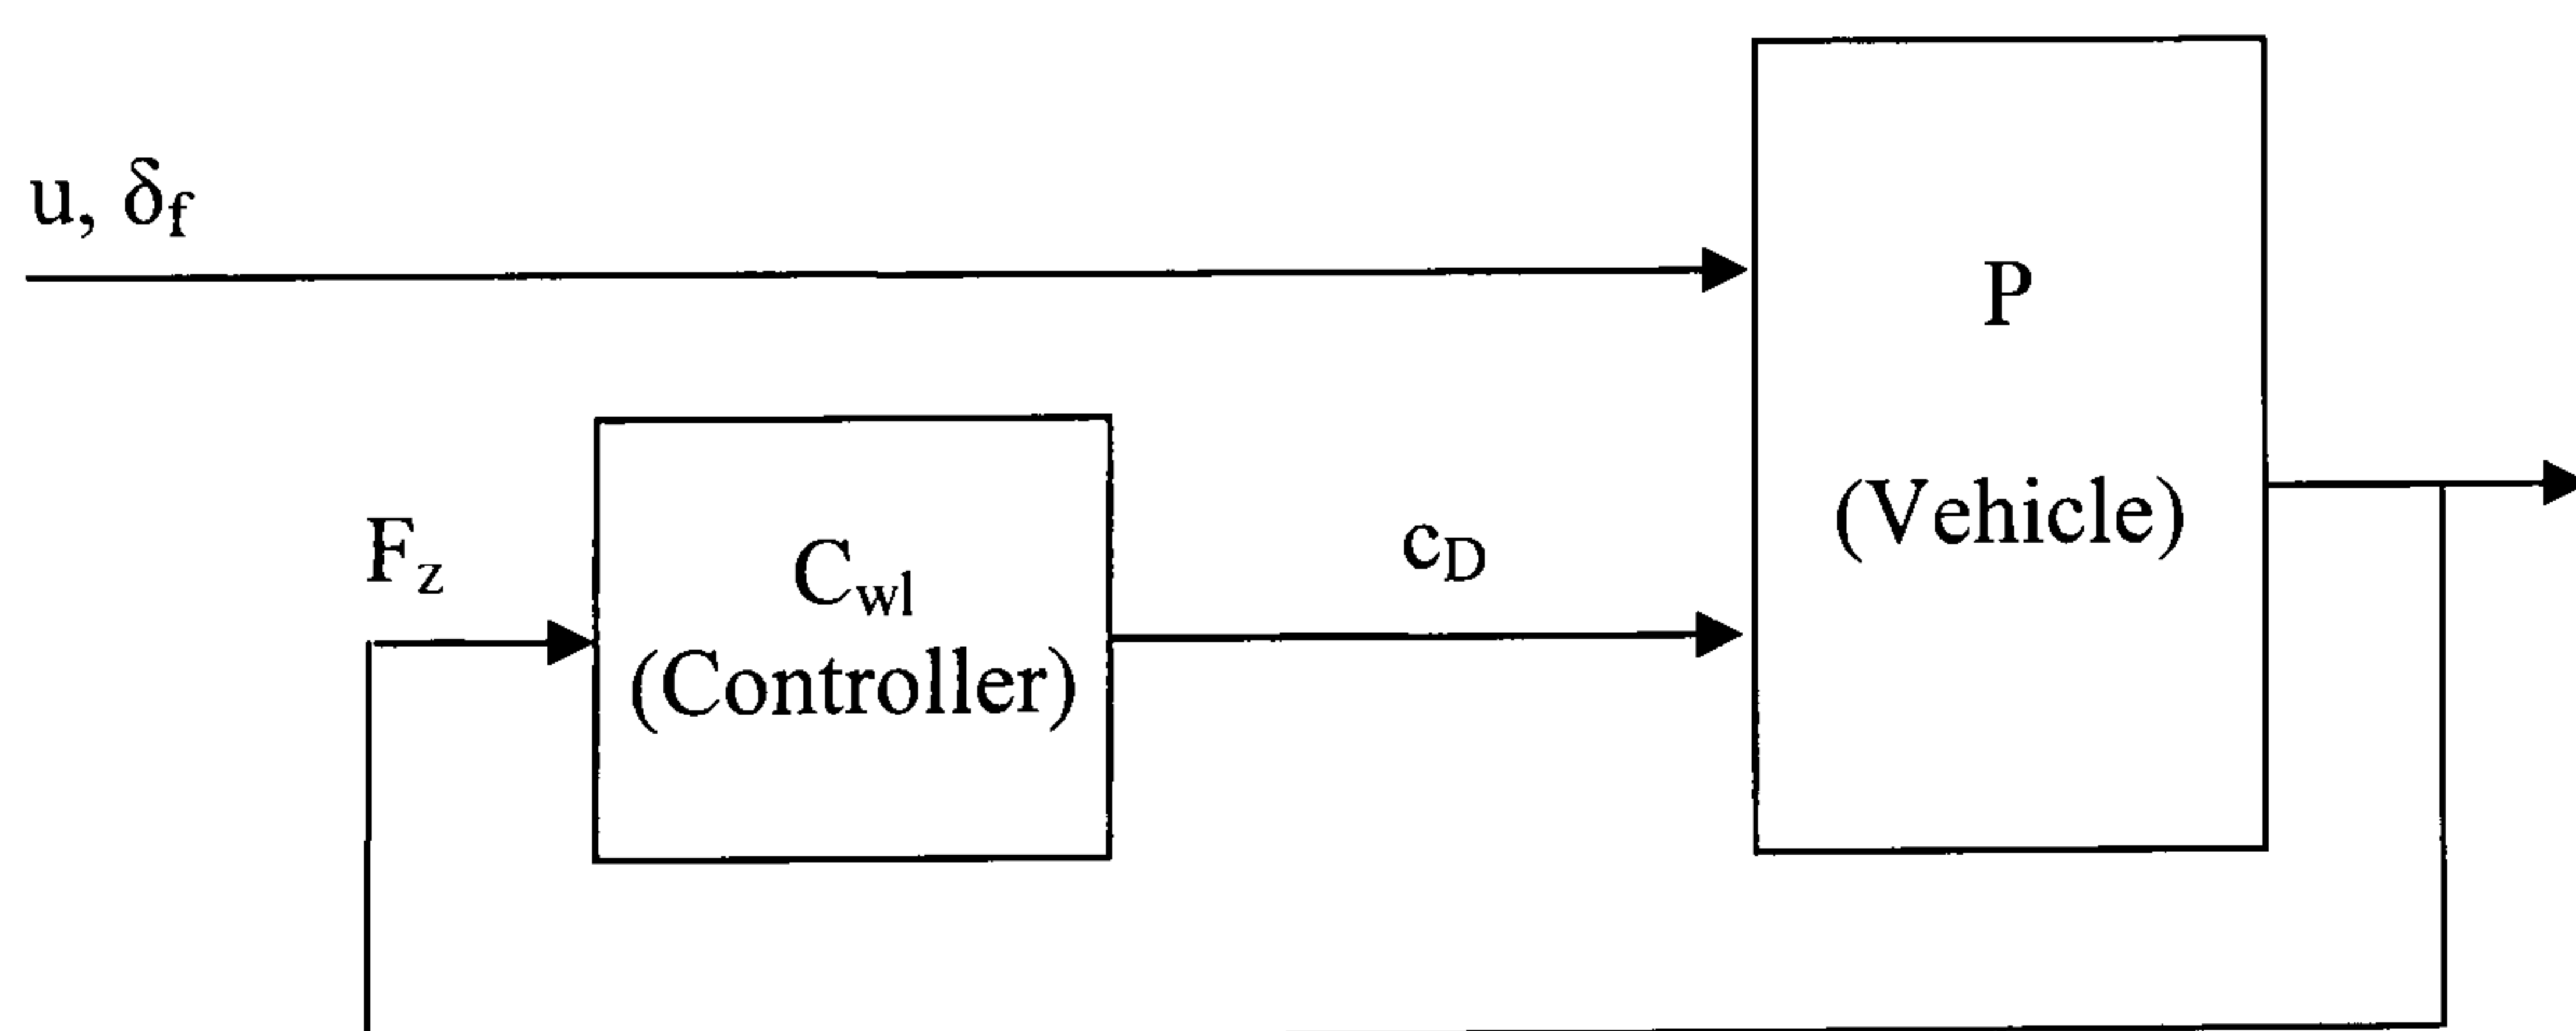 u, δf
P
(Vehicle)
Fz
Cwl
(Controller)
cD